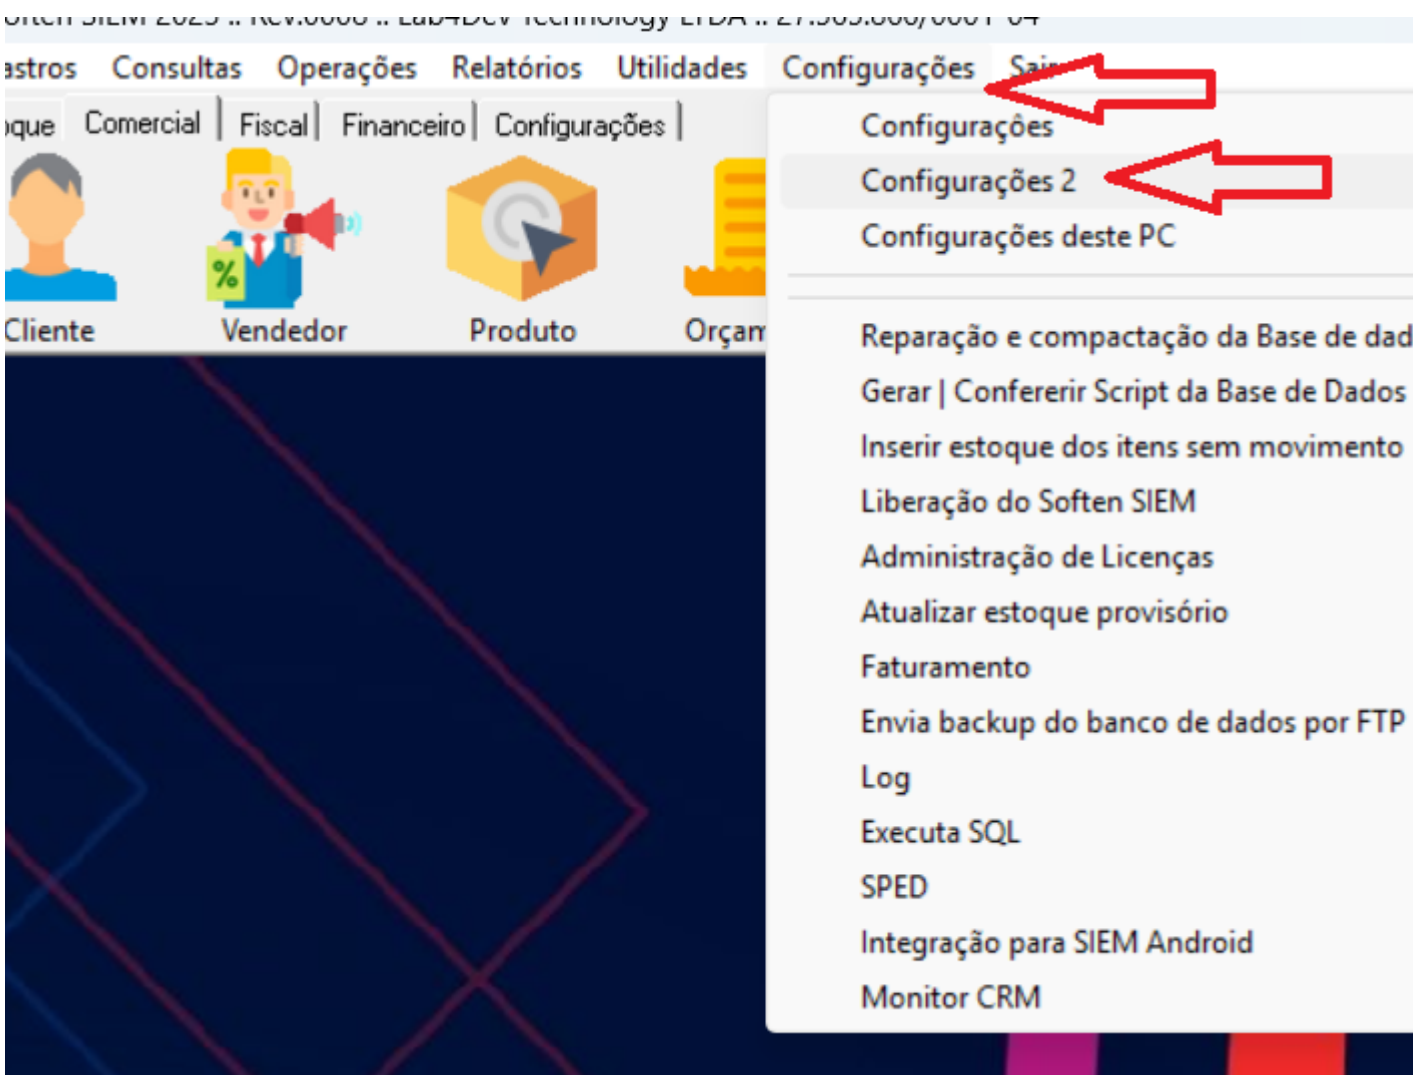 Configurações
Consultas Operações Relatórios Utilidades Configurações Sair
Comercial Fiscal Financeiro Configurações
Cliente Vendedor Produto
%
Configurações
Configurações 2
Configurações deste PC
Reparação e compactação da Base de dad
Gerar | Confererir Script da Base de Dados
Inserir estoque dos itens sem movimento
Liberação do Soften SIEM
Administração de Licenças
Atualizar estoque provisório
Faturamento
Envia backup do banco de dados por FTP
Log
Executa SQL
SPED
Integração para SIEM Android
Monitor CRM